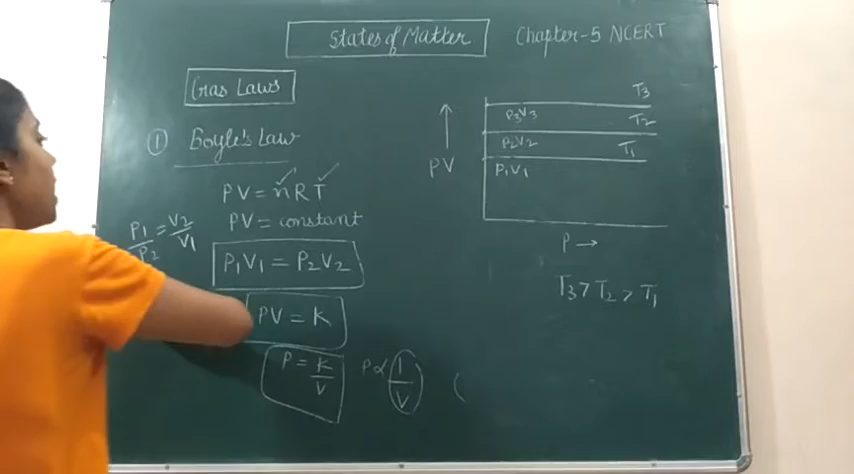 States of Matter Chapter-5 NCERT
Gas Laws
① Boyle's Law
PV = nRT
PV = constant
P1/P2 = V2/V1
P1V1 = P2V2
PV = K
P = K/V P ∝ 1/V (
T3
P3V3 T2
P2V2 T1
P1V1
PV
P →
T3 > T2 > T1